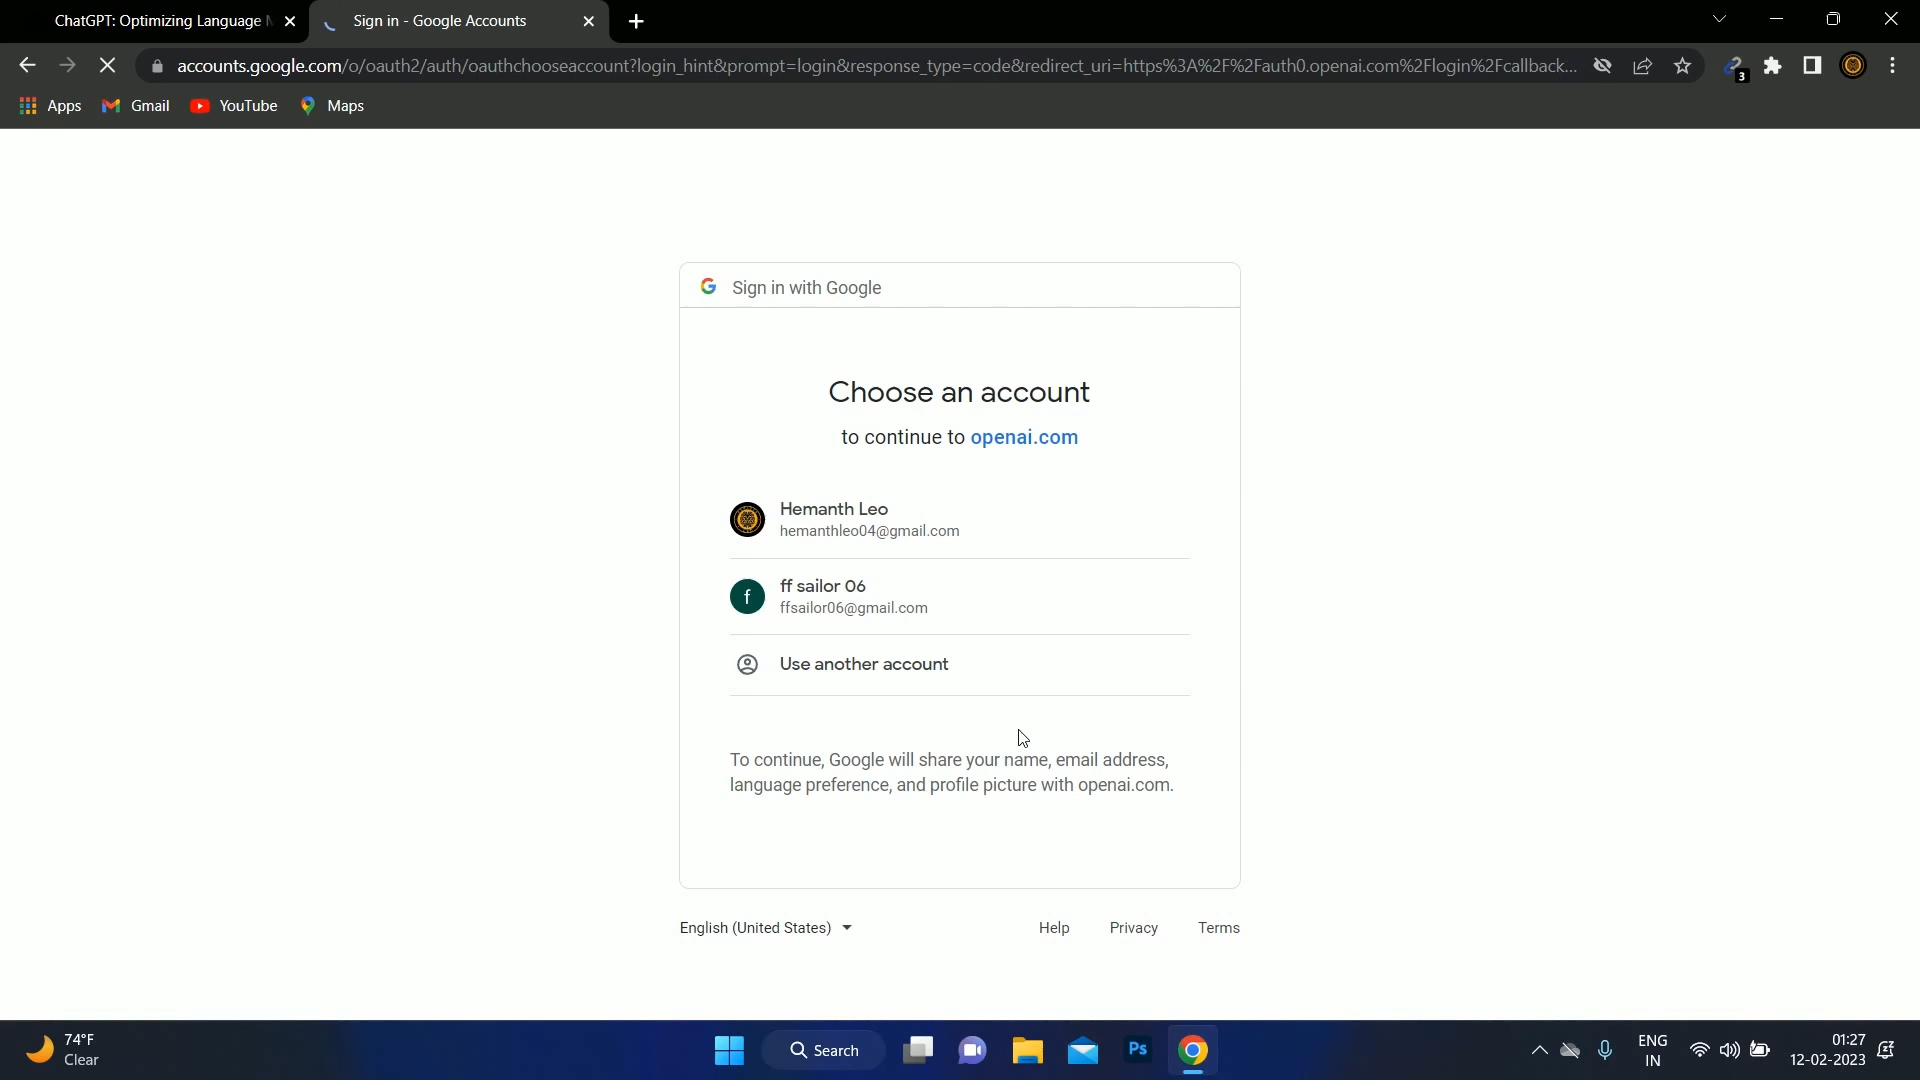 ChatGPT: Optimizing Language
Sign in - Google Accounts
accounts.google.com/o/oauth2/auth/oauthchooseaccount?login_hint&prompt=login&response_type=code&redirect_uri=https%3A%2F%2Fauth0.openai.com%2Flogin%2Fcallback...
3
Apps
Gmail
YouTube
Maps
G Sign in with Google
Choose an account
to continue to openai.com
Hemanth Leo
hemanthleo04@gmail.com
f
ff sailor 06
ffsailor06@gmail.com
Use another account
To continue, Google will share your name, email address,
language preference, and profile picture with openai.com.
English (United States)
Help
Privacy
Terms
74°F
Clear
Search
Ps
ENG
IN
01:27
12-02-2023